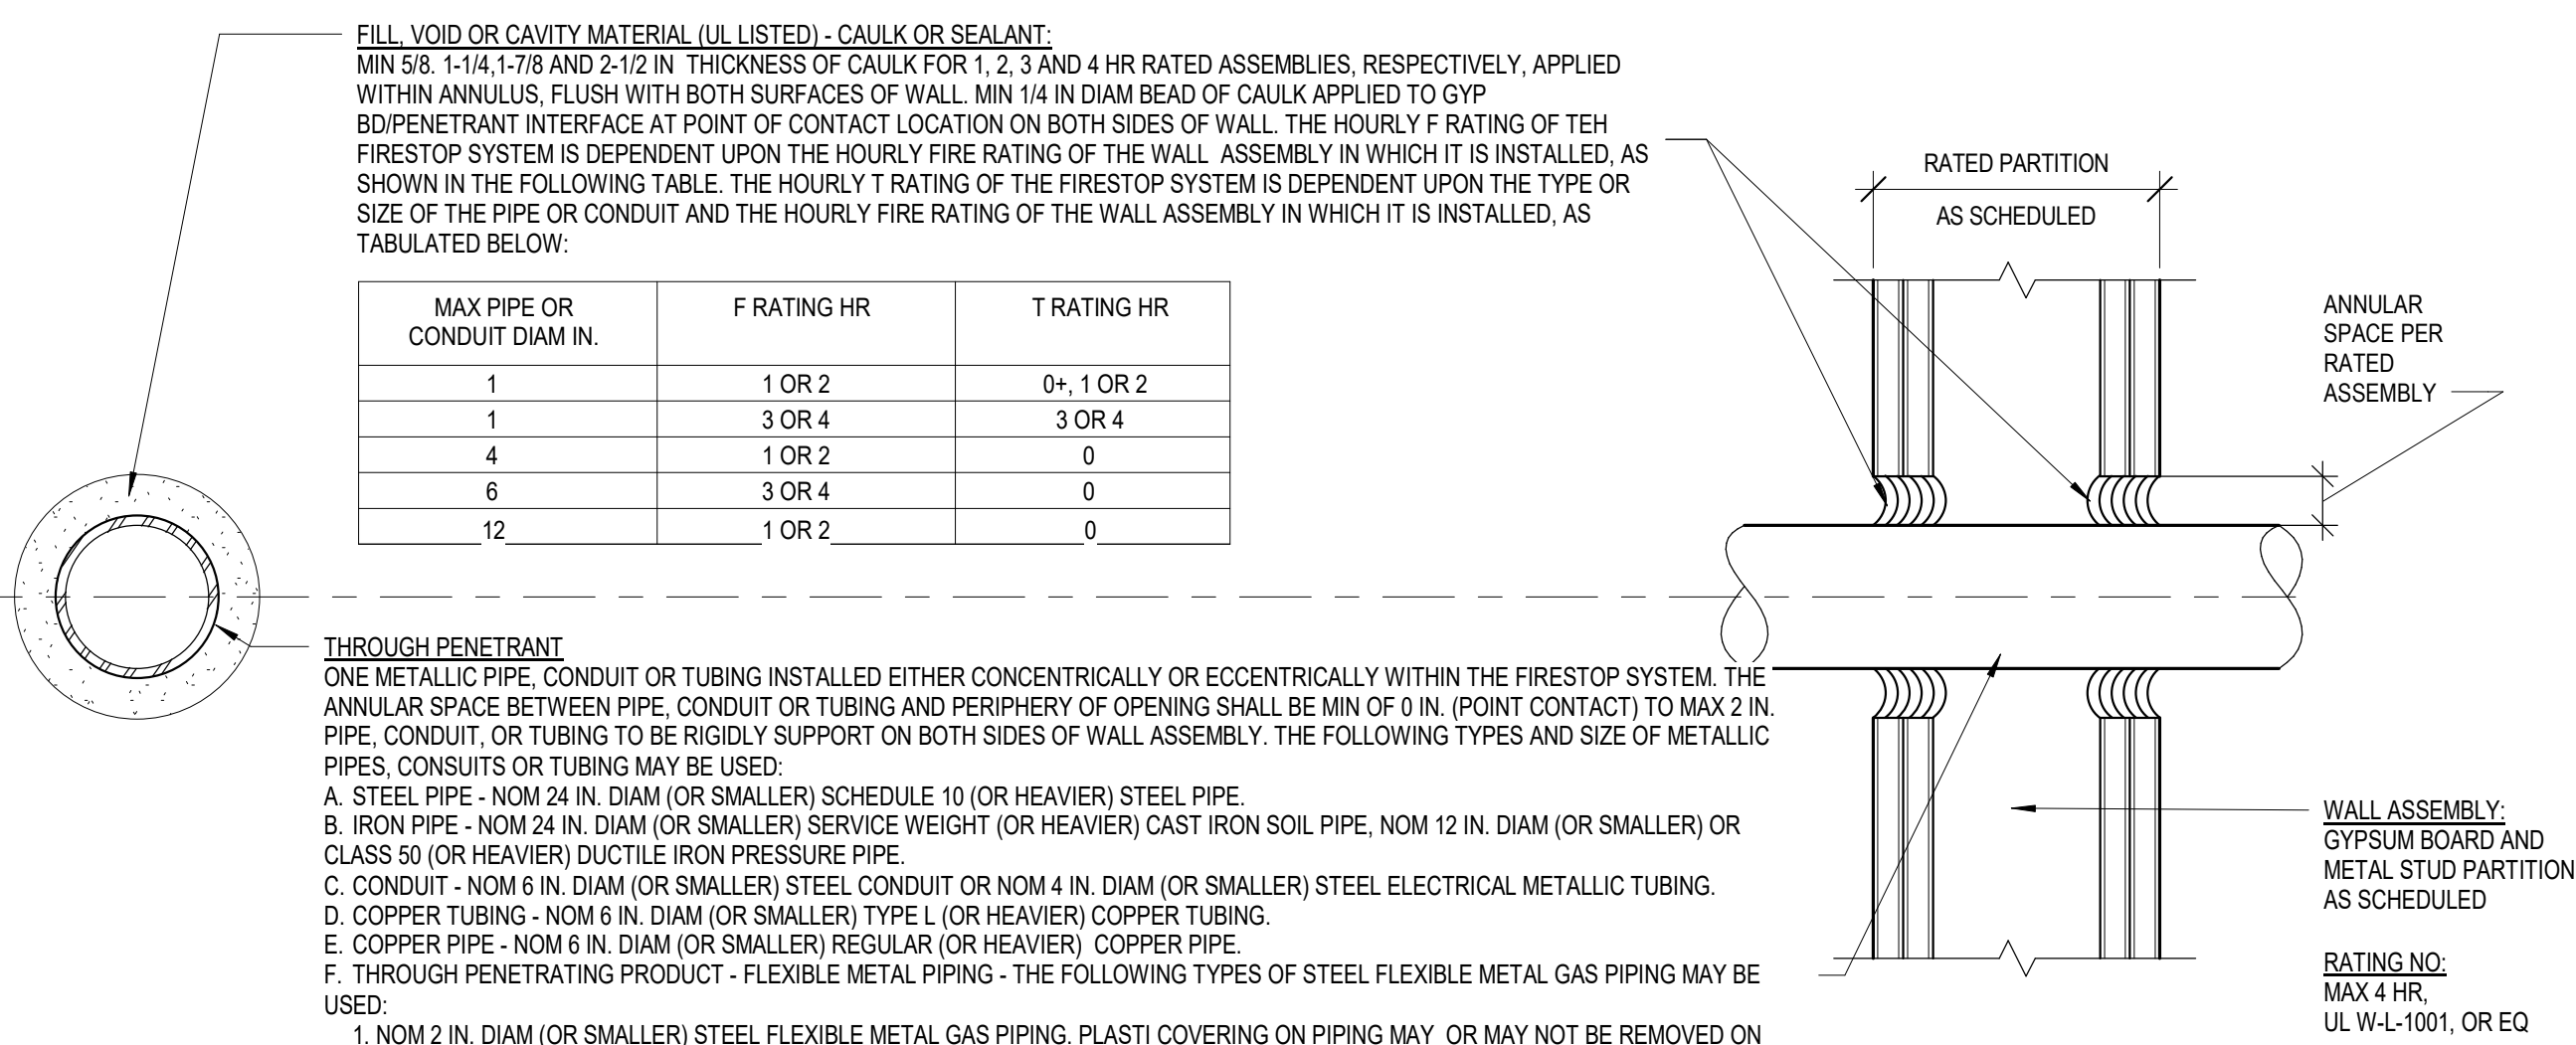 FILL, VOID OR CAVITY MATERIAL (UL LISTED) - CAULK OR SEALANT:
MIN 5/8. 1-1/4,1-7/8 AND 2-1/2 IN THICKNESS OF CAULK FOR 1, 2, 3 AND 4 HR RATED ASSEMBLIES, RESPECTIVELY, APPLIED
WITHIN ANNULUS, FLUSH WITH BOTH SURFACES OF WALL. MIN 1/4 IN DIAM BEAD OF CAULK APPLIED TO GYP
BD/PENETRANT INTERFACE AT POINT OF CONTACT LOCATION ON BOTH SIDES OF WALL. THE HOURLY F RATING OF TEH
FIRESTOP SYSTEM IS DEPENDENT UPON THE HOURLY FIRE RATING OF THE WALL ASSEMBLY IN WHICH IT IS INSTALLED, AS
SHOWN IN THE FOLLOWING TABLE. THE HOURLY T RATING OF THE FIRESTOP SYSTEM IS DEPENDENT UPON THE TYPE OR
SIZE OF THE PIPE OR CONDUIT AND THE HOURLY FIRE RATING OF THE WALL ASSEMBLY IN WHICH IT IS INSTALLED, AS
TABULATED BELOW:
MAX PIPE OR CONDUIT DIAM IN. F RATING HR T RATING HR
1 1 OR 2 0+, 1 OR 2
1 3 OR 4 3 OR 4
4 1 OR 2 0
6 3 OR 4 0
12 1 OR 2 0
RATED PARTITION
AS SCHEDULED
ANNULAR
SPACE PER
RATED
ASSEMBLY
THROUGH PENETRANT
ONE METALLIC PIPE, CONDUIT OR TUBING INSTALLED EITHER CONCENTRICALLY OR ECCENTRICALLY WITHIN THE FIRESTOP SYSTEM. THE
ANNULAR SPACE BETWEEN PIPE, CONDUIT OR TUBING AND PERIPHERY OF OPENING SHALL BE MIN OF 0 IN. (POINT CONTACT) TO MAX 2 IN.
PIPE, CONDUIT, OR TUBING TO BE RIGIDLY SUPPORT ON BOTH SIDES OF WALL ASSEMBLY. THE FOLLOWING TYPES AND SIZE OF METALLIC
PIPES, CONSUITS OR TUBING MAY BE USED:
A. STEEL PIPE - NOM 24 IN. DIAM (OR SMALLER) SCHEDULE 10 (OR HEAVIER) STEEL PIPE.
B. IRON PIPE - NOM 24 IN. DIAM (OR SMALLER) SERVICE WEIGHT (OR HEAVIER) CAST IRON SOIL PIPE, NOM 12 IN. DIAM (OR SMALLER) OR
CLASS 50 (OR HEAVIER) DUCTILE IRON PRESSURE PIPE.
C. CONDUIT - NOM 6 IN. DIAM (OR SMALLER) STEEL CONDUIT OR NOM 4 IN. DIAM (OR SMALLER) STEEL ELECTRICAL METALLIC TUBING.
D. COPPER TUBING - NOM 6 IN. DIAM (OR SMALLER) TYPE L (OR HEAVIER) COPPER TUBING.
E. COPPER PIPE - NOM 6 IN. DIAM (OR SMALLER) REGULAR (OR HEAVIER) COPPER PIPE.
F. THROUGH PENETRATING PRODUCT - FLEXIBLE METAL PIPING - THE FOLLOWING TYPES OF STEEL FLEXIBLE METAL GAS PIPING MAY BE
USED:
1. NOM 2 IN. DIAM (OR SMALLER) STEEL FLEXIBLE METAL GAS PIPING. PLASTI COVERING ON PIPING MAY OR MAY NOT BE REMOVED ON
WALL ASSEMBLY:
GYPSUM BOARD AND
METAL STUD PARTITION
AS SCHEDULED
RATING NO:
MAX 4 HR,
UL W-L-1001, OR EQ